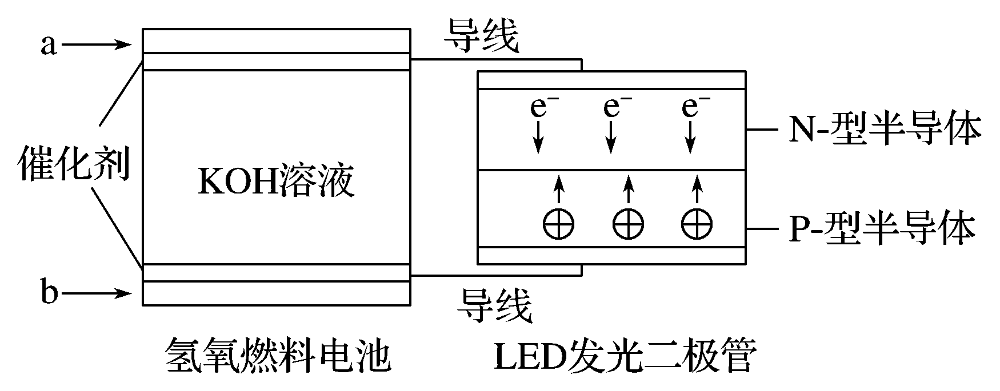 a
导线
e⁻ e⁻ e⁻
N-型半导体
催化剂
KOH溶液
P-型半导体
b
导线
氢氧燃料电池
LED发光二极管